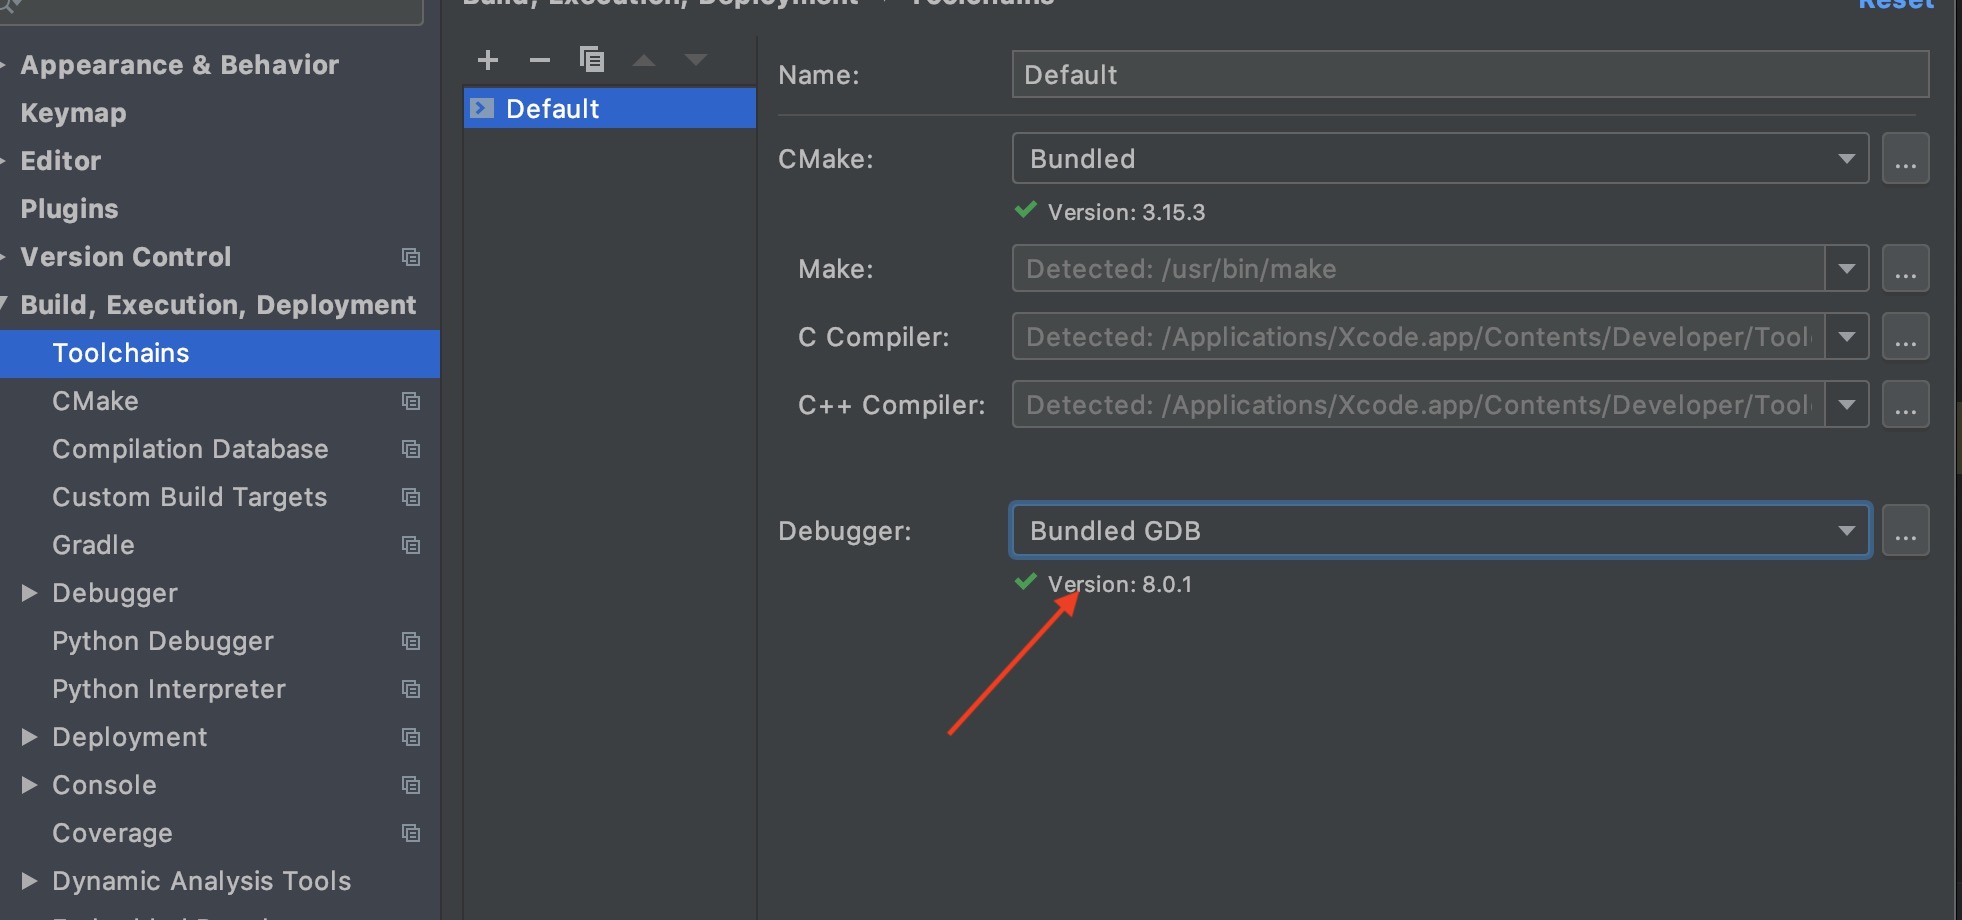 Build, Execution, Deployment › Toolchains
Reset
Appearance & Behavior
Keymap
Editor
Plugins
Version Control
Build, Execution, Deployment
Toolchains
CMake
Compilation Database
Custom Build Targets
Gradle
Debugger
Python Debugger
Python Interpreter
Deployment
Console
Coverage
Dynamic Analysis Tools
Default
Name: Default
CMake: Bundled ...
Version: 3.15.3
Make: Detected: /usr/bin/make ...
C Compiler: Detected: /Applications/Xcode.app/Contents/Developer/Tool ...
C++ Compiler: Detected: /Applications/Xcode.app/Contents/Developer/Tool ...
Debugger: Bundled GDB ...
Version: 8.0.1